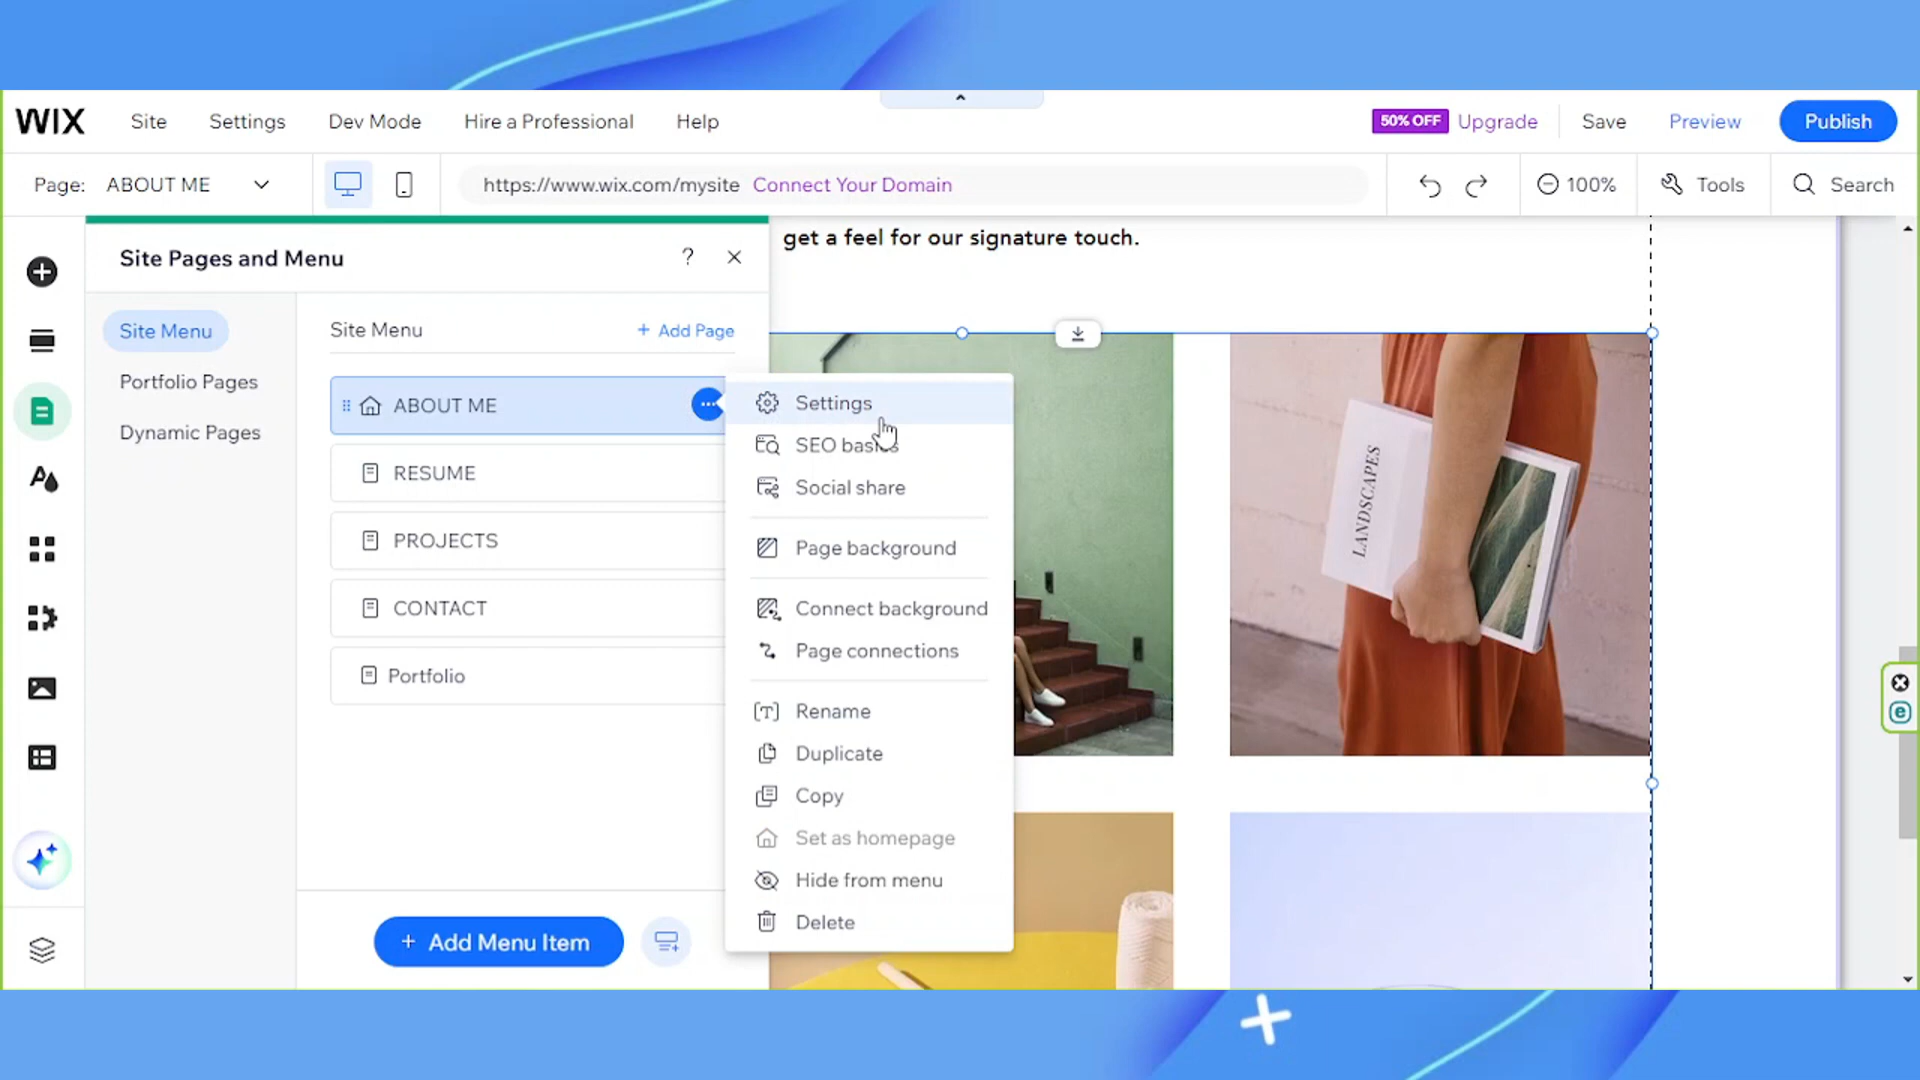 WIX
Site
Settings
Dev Mode
Hire a Professional
Help
50% OFF
Upgrade
Save
Preview
Publish
Page:
ABOUT ME
https://www.wix.com/mysite
Connect Your Domain
100%
Tools
Search
Site Pages and Menu
?
get a feel for our signature touch.
Site Menu
Portfolio Pages
Dynamic Pages
Site Menu
+ Add Page
ABOUT ME
RESUME
PROJECTS
CONTACT
Portfolio
+ Add Menu Item
Settings
SEO basics
Social share
Page background
Connect background
Page connections
Rename
Duplicate
Copy
Set as homepage
Hide from menu
Delete
LANDSCAPES